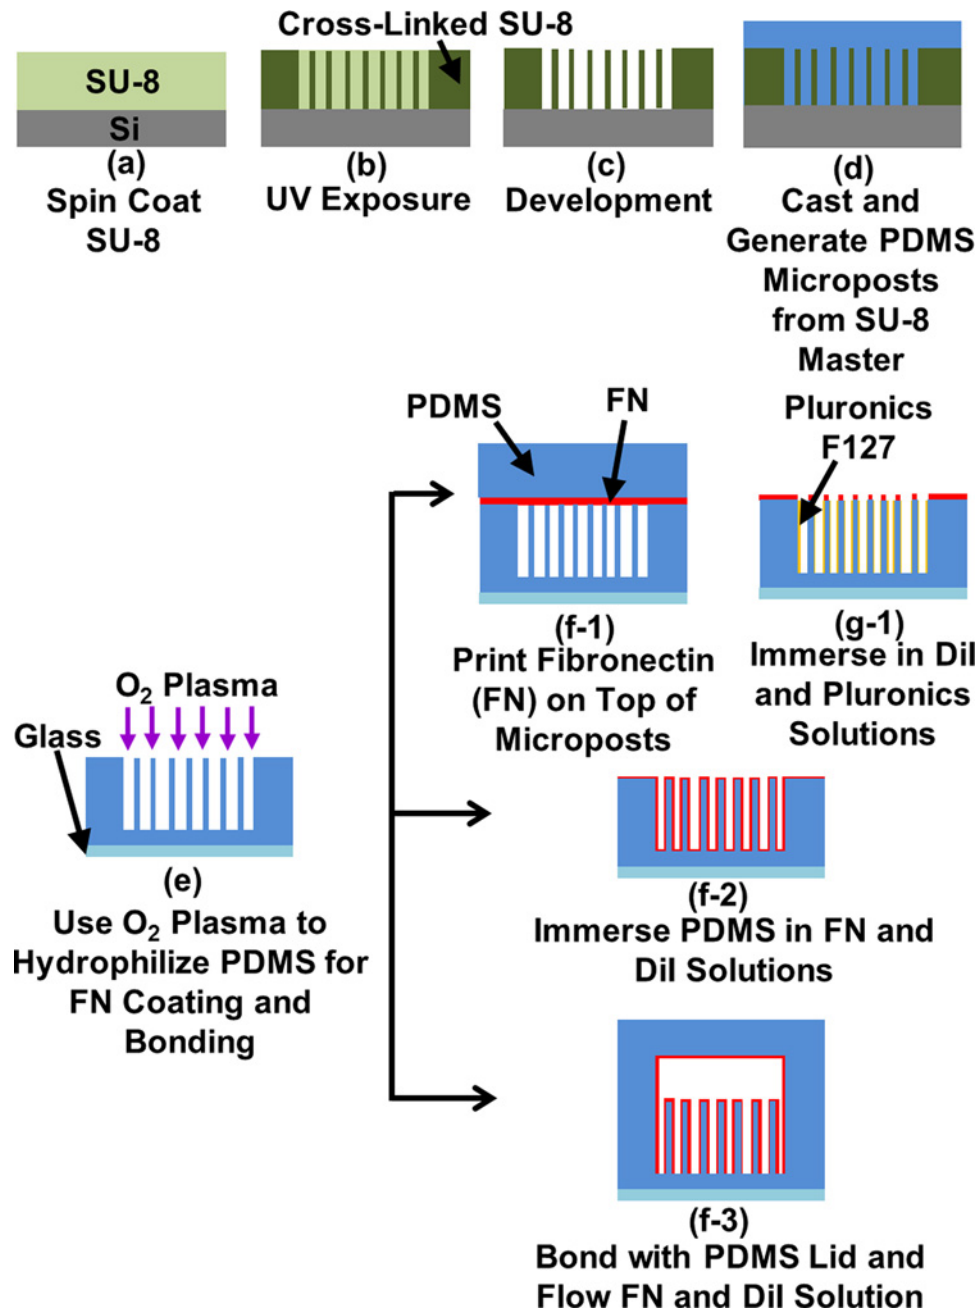 Cross-Linked SU-8
SU-8
Si
(a)
Spin Coat
SU-8
(b)
UV Exposure
(c)
Development
(d)
Cast and
Generate PDMS
Microposts
from SU-8
Master
PDMS
FN
(f-1)
Print Fibronectin
(FN) on Top of
Microposts
Pluronics
F127
(g-1)
Immerse in DiI
and Pluronics
Solutions
O₂ Plasma
Glass
(e)
Use O₂ Plasma to
Hydrophilize PDMS for
FN Coating and
Bonding
(f-2)
Immerse PDMS in FN and
DiI Solutions
(f-3)
Bond with PDMS Lid and
Flow FN and DiI Solution